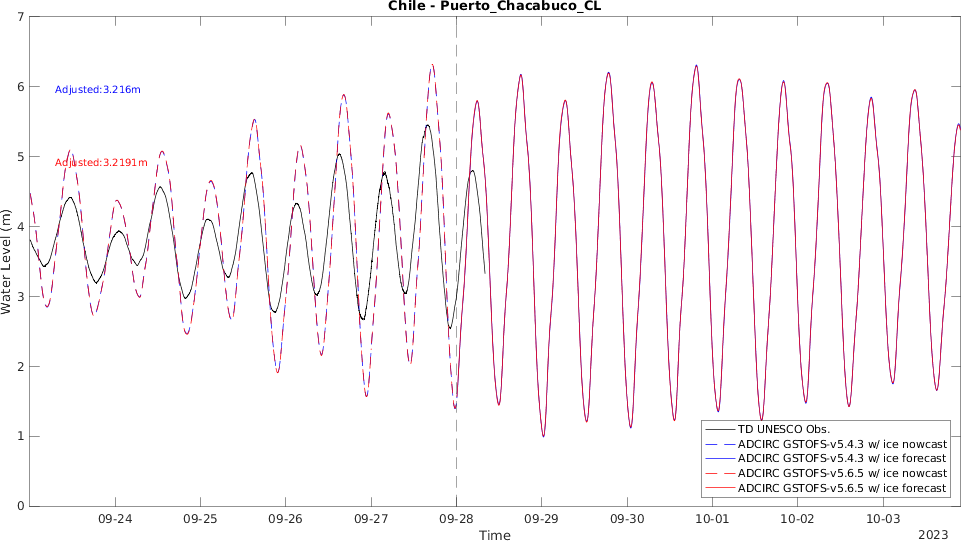 Chile - Puerto_Chacabuco_CL
7
6
5
4
3
2
1
0
Water Level (m)
Adjusted:3.216m
Adjusted:3.2191m
TD UNESCO Obs.
ADCIRC GSTOFS-v5.4.3 w/ ice nowcast
ADCIRC GSTOFS-v5.4.3 w/ ice forecast
ADCIRC GSTOFS-v5.6.5 w/ ice nowcast
ADCIRC GSTOFS-v5.6.5 w/ ice forecast
09-24 09-25 09-26 09-27 09-28 09-29 09-30 10-01 10-02 10-03
Time
2023